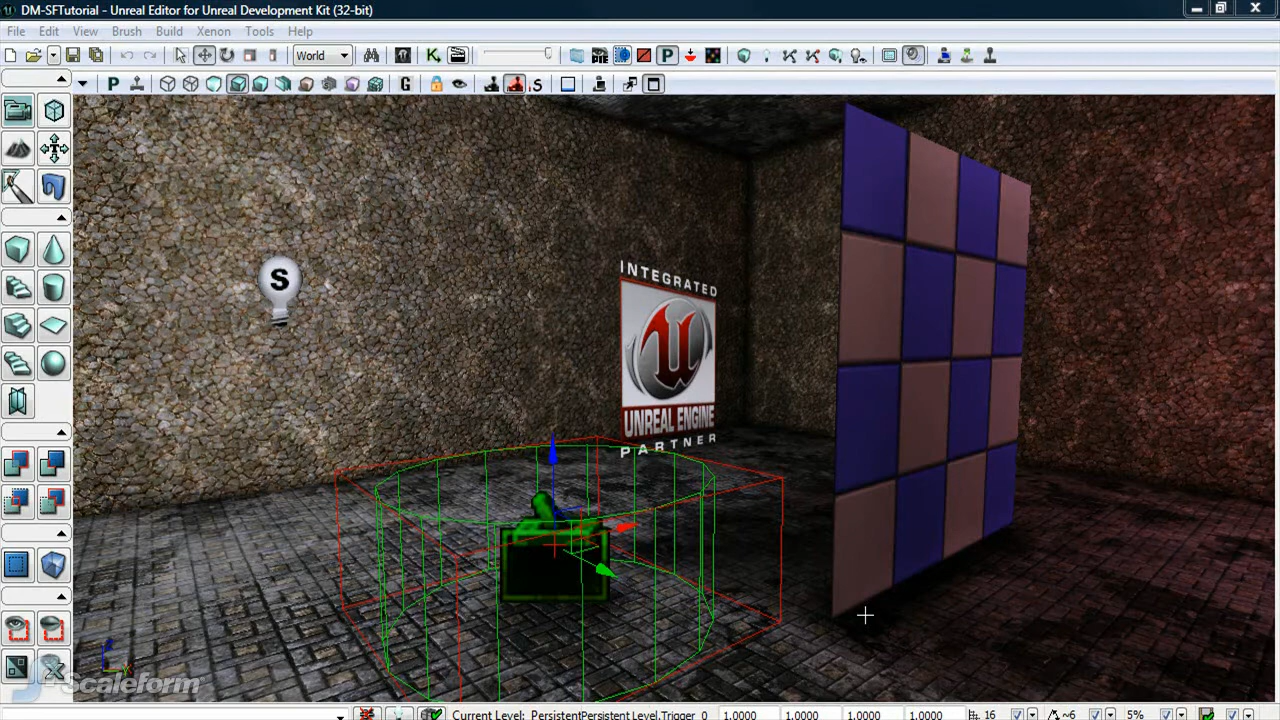 DM-SFTutorial - Unreal Editor for Unreal Development Kit (32-bit)
File Edit View Brush Build Xenon Tools Help
World
K P
P G S
S
INTEGRATED
UNREAL ENGINE
PARTNER
Scaleform
Current Level: PersistentPersistent Level.Trigger_0 1.0000 1.0000 1.0000 1.0000 16 ~6 5%